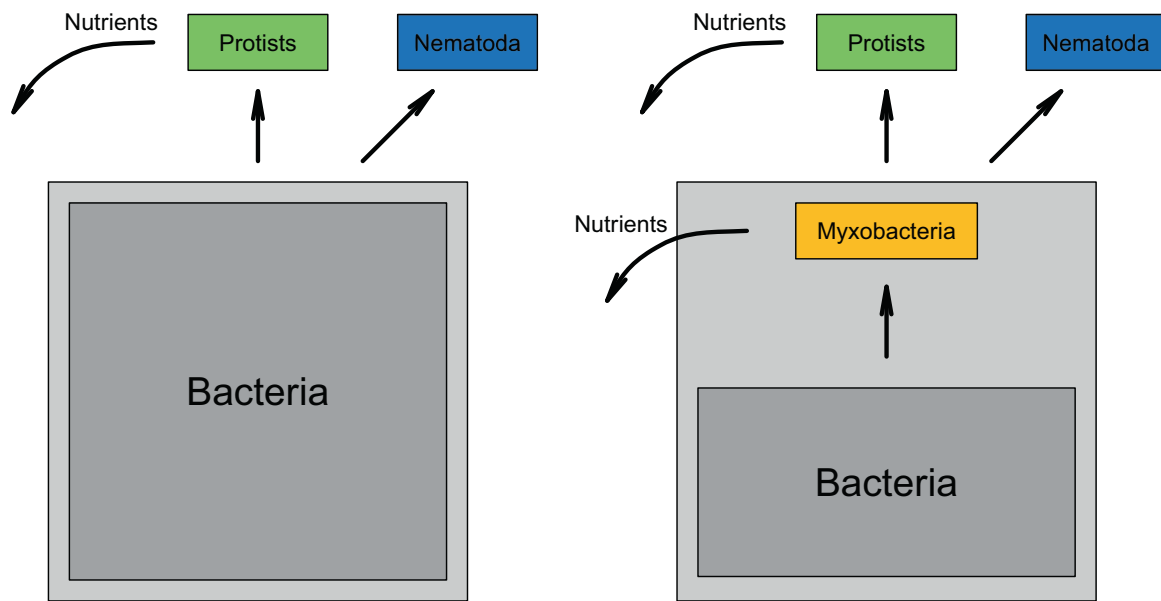 Nutrients
Protists
Nematoda
Bacteria
Nutrients
Protists
Nematoda
Nutrients
Myxobacteria
Bacteria